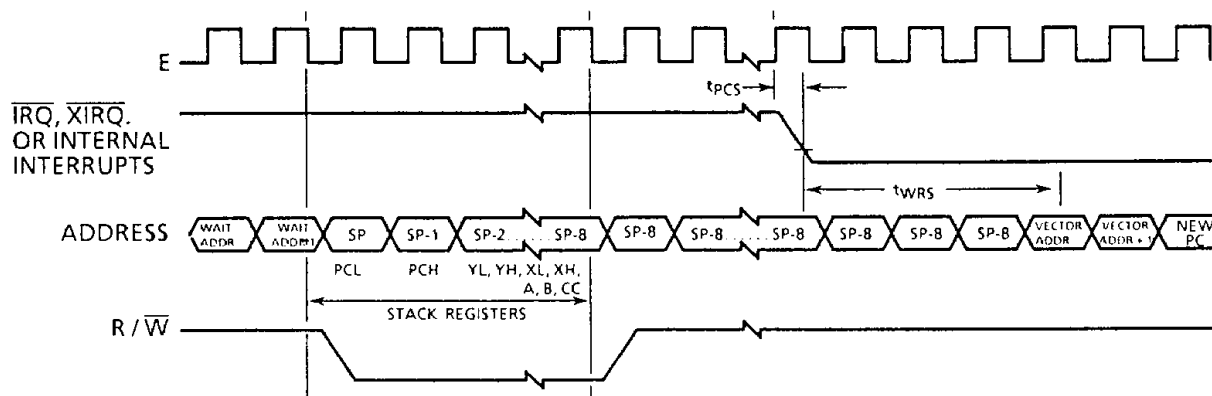 E
tPCS
IRQ, XIRQ.
OR INTERNAL
INTERRUPTS
tWRS
ADDRESS
WAIT ADDR
WAIT ADDR+1
SP
SP-1
SP-2........SP-8
SP-8
SP-8........SP-8
SP-8
SP-8
SP-8
VECTOR ADDR
VECTOR ADDR + 1
NEW PC
PCL
PCH
YL, YH, XL, XH,
A, B, CC
STACK REGISTERS
R / W